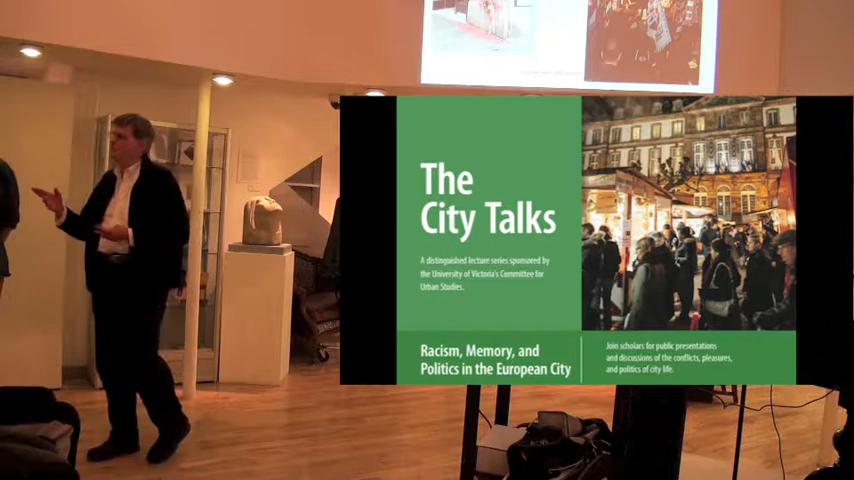 The
City Talks
A distinguished lecture series sponsored by
the University of Victoria's Committee for
Urban Studies.
Racism, Memory, and
Politics in the European City
Join scholars for public presentations
and discussions of the conflicts, pleasures,
and politics of city life.